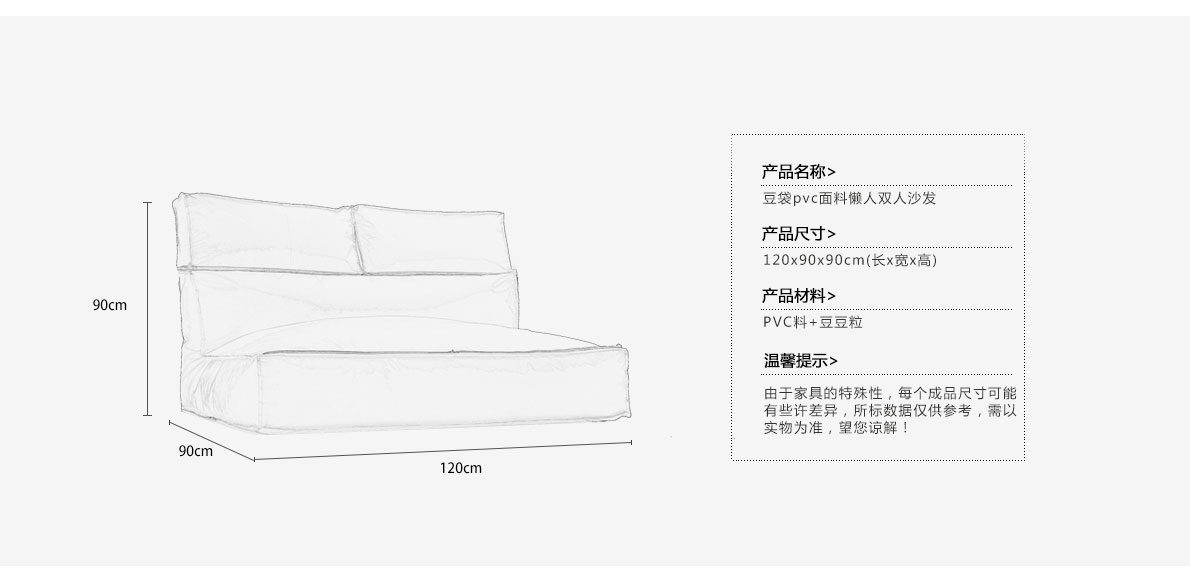 90cm
90cm
120cm
产品名称>
豆袋pvc面料懒人双人沙发
产品尺寸>
120x90x90cm(长x宽x高)
产品材料>
PVC料+豆豆粒
温馨提示>
由于家具的特殊性，每个成品尺寸可能
有些许差异，所标数据仅供参考，需以
实物为准，望您谅解！